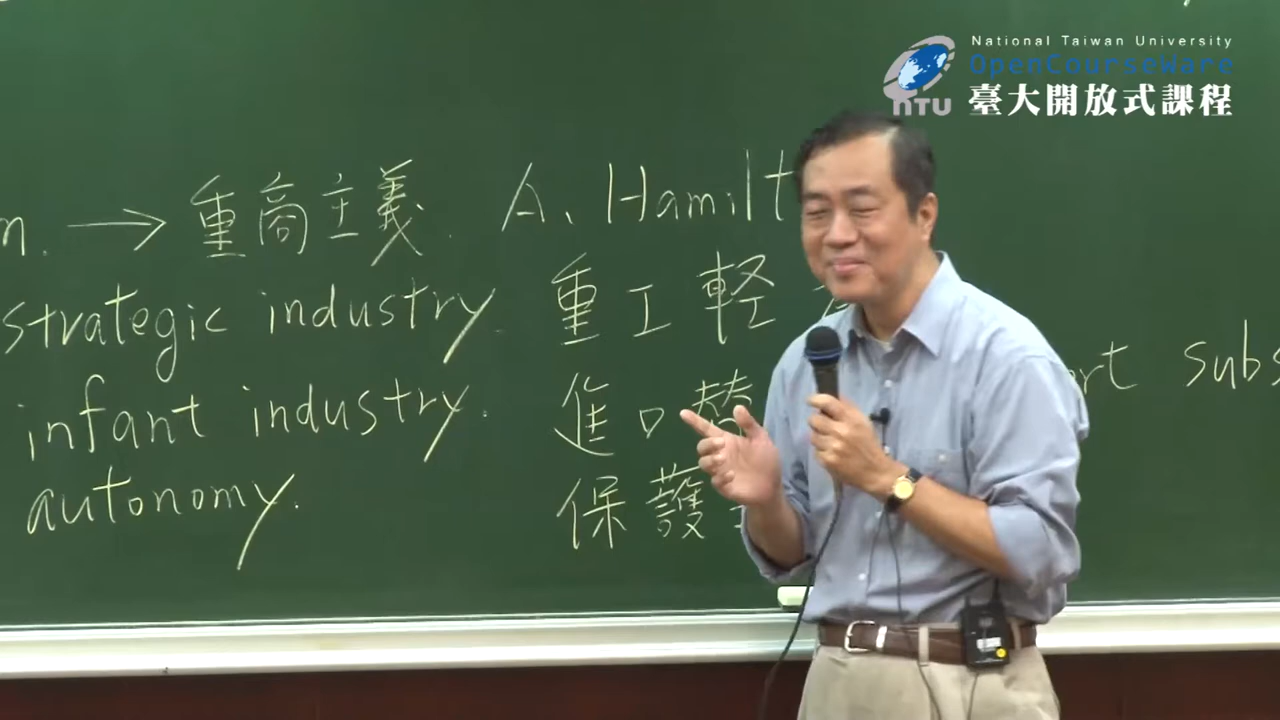 National Taiwan University
OpenCourseWare
nTU 臺大開放式課程
n. → 重商主義. A. Hamilt
strategic industry. 重工輕
infant industry. 進口替 rt subs
autonomy. 保護